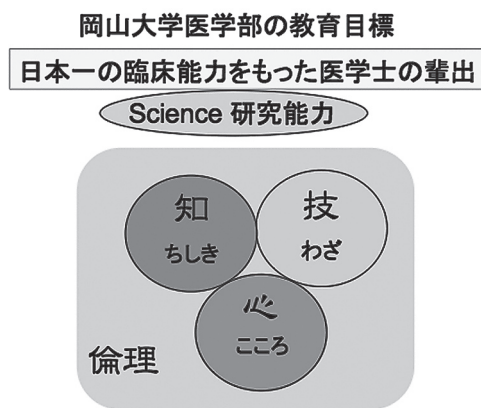 岡山大学医学部の教育目標
日本一の臨床能力をもった医学士の輩出
Science 研究能力
知
ちしき
技
わざ
心
こころ
倫理